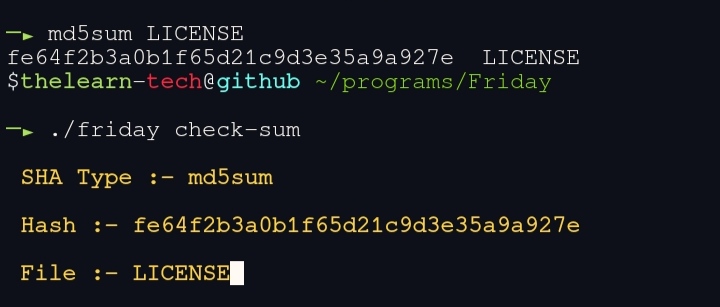 ─► md5sum LICENSE
fe64f2b3a0b1f65d21c9d3e35a9a927e  LICENSE
$thelearn-tech@github ~/programs/Friday
─► ./friday check-sum
SHA Type :- md5sum
Hash :- fe64f2b3a0b1f65d21c9d3e35a9a927e
File :- LICENSE